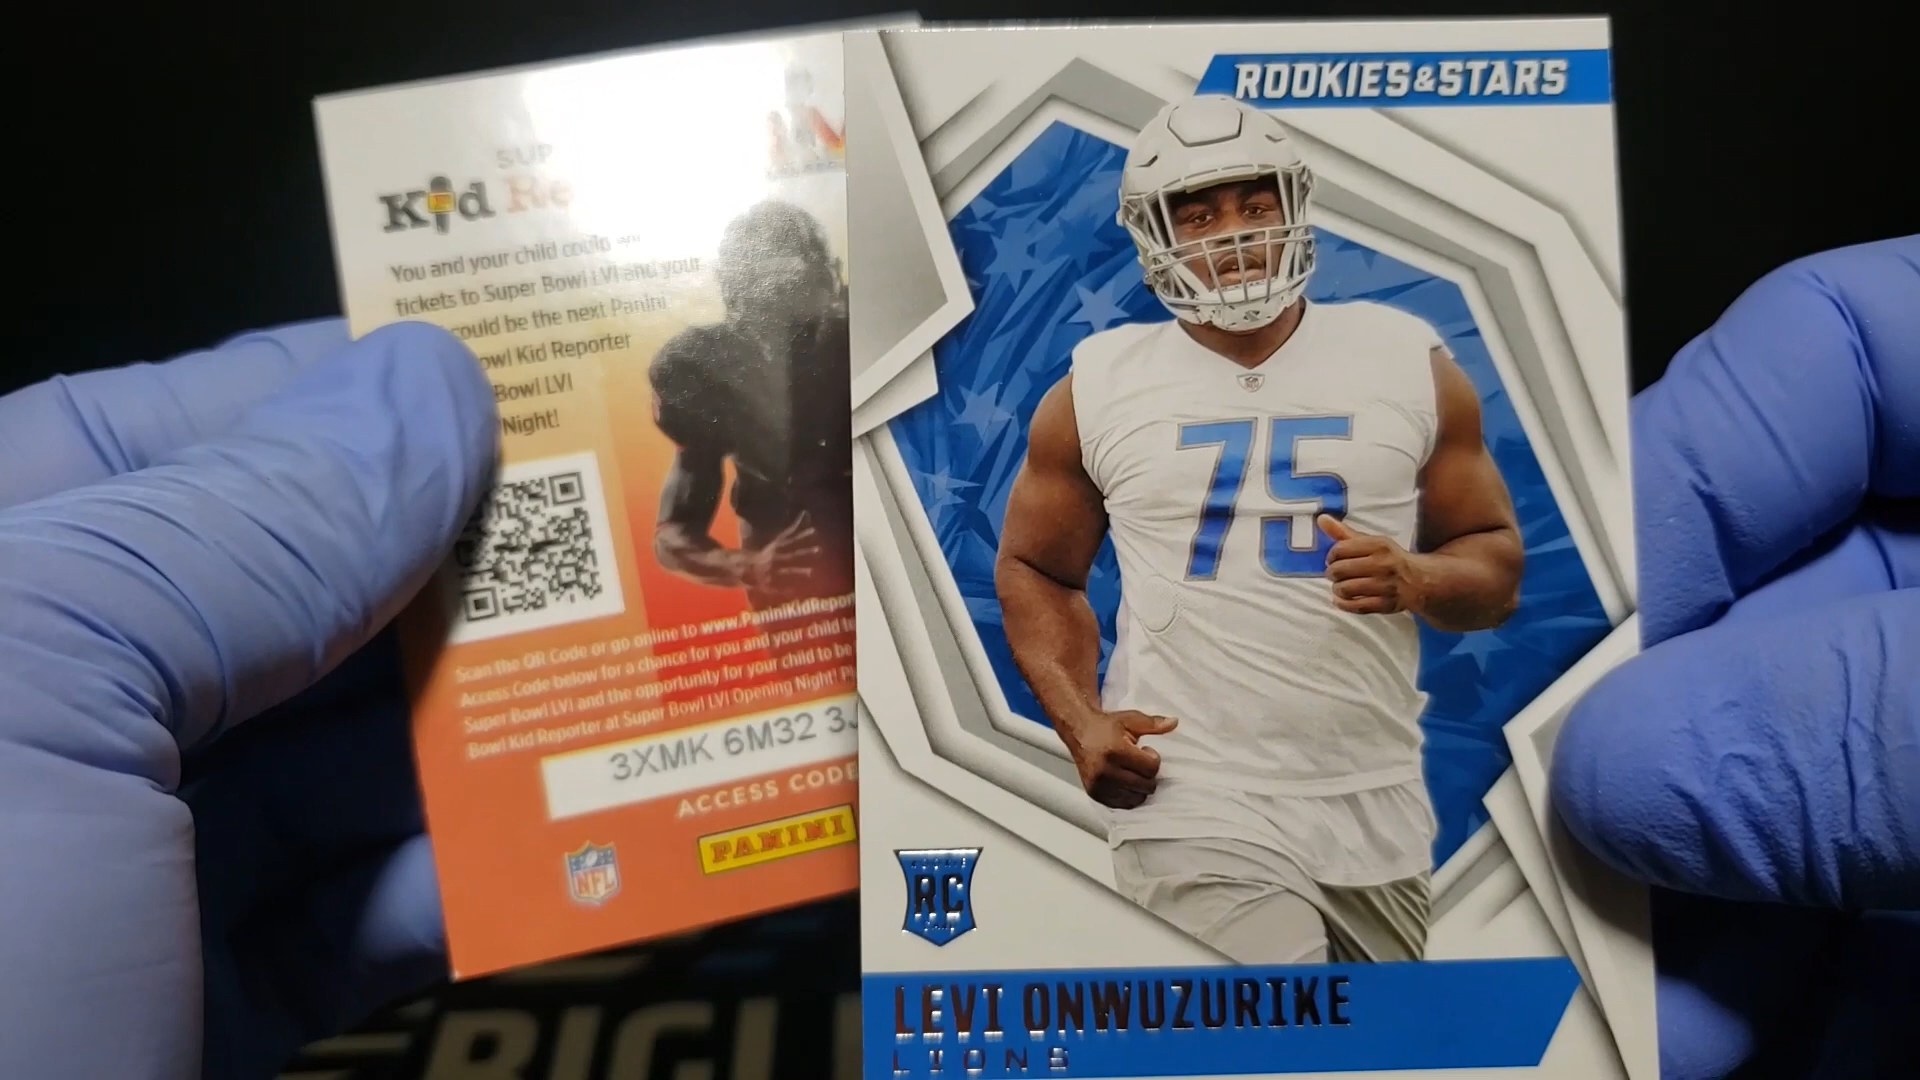 SUP
Kid Re
You and your child could
tickets to Super Bowl LVI and your
could be the next Panini
owl Kid Reporter
Bowl LVI
Night!
Scan the QR Code or go online to www.PaniniKidRepor
Access Code below for a chance for you and your child to
Super Bowl LVI and the opportunity for your child to be
Bowl Kid Reporter at Super Bowl LVI Opening Night!
3XMK 6M32 3
ACCESS CODE
NFL
PANINI
ROOKIES&STARS
75
RC
LEVI ONWUZURIKE
LIONS